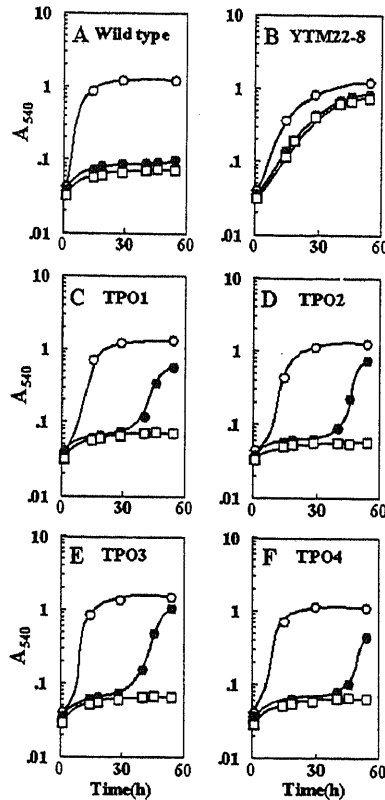 A Wild type
B YTM22-8
10
1
.1
.01
10
1
.1
.01
A540
0 30 60
0 30 60
C TPO1
D TPO2
10
1
.1
.01
10
1
.1
.01
A540
0 30 60
0 30 60
E TPO3
F TPO4
10
1
.1
.01
10
1
.1
.01
A540
0 30 60
0 30 60
Time(h)
Time(h)